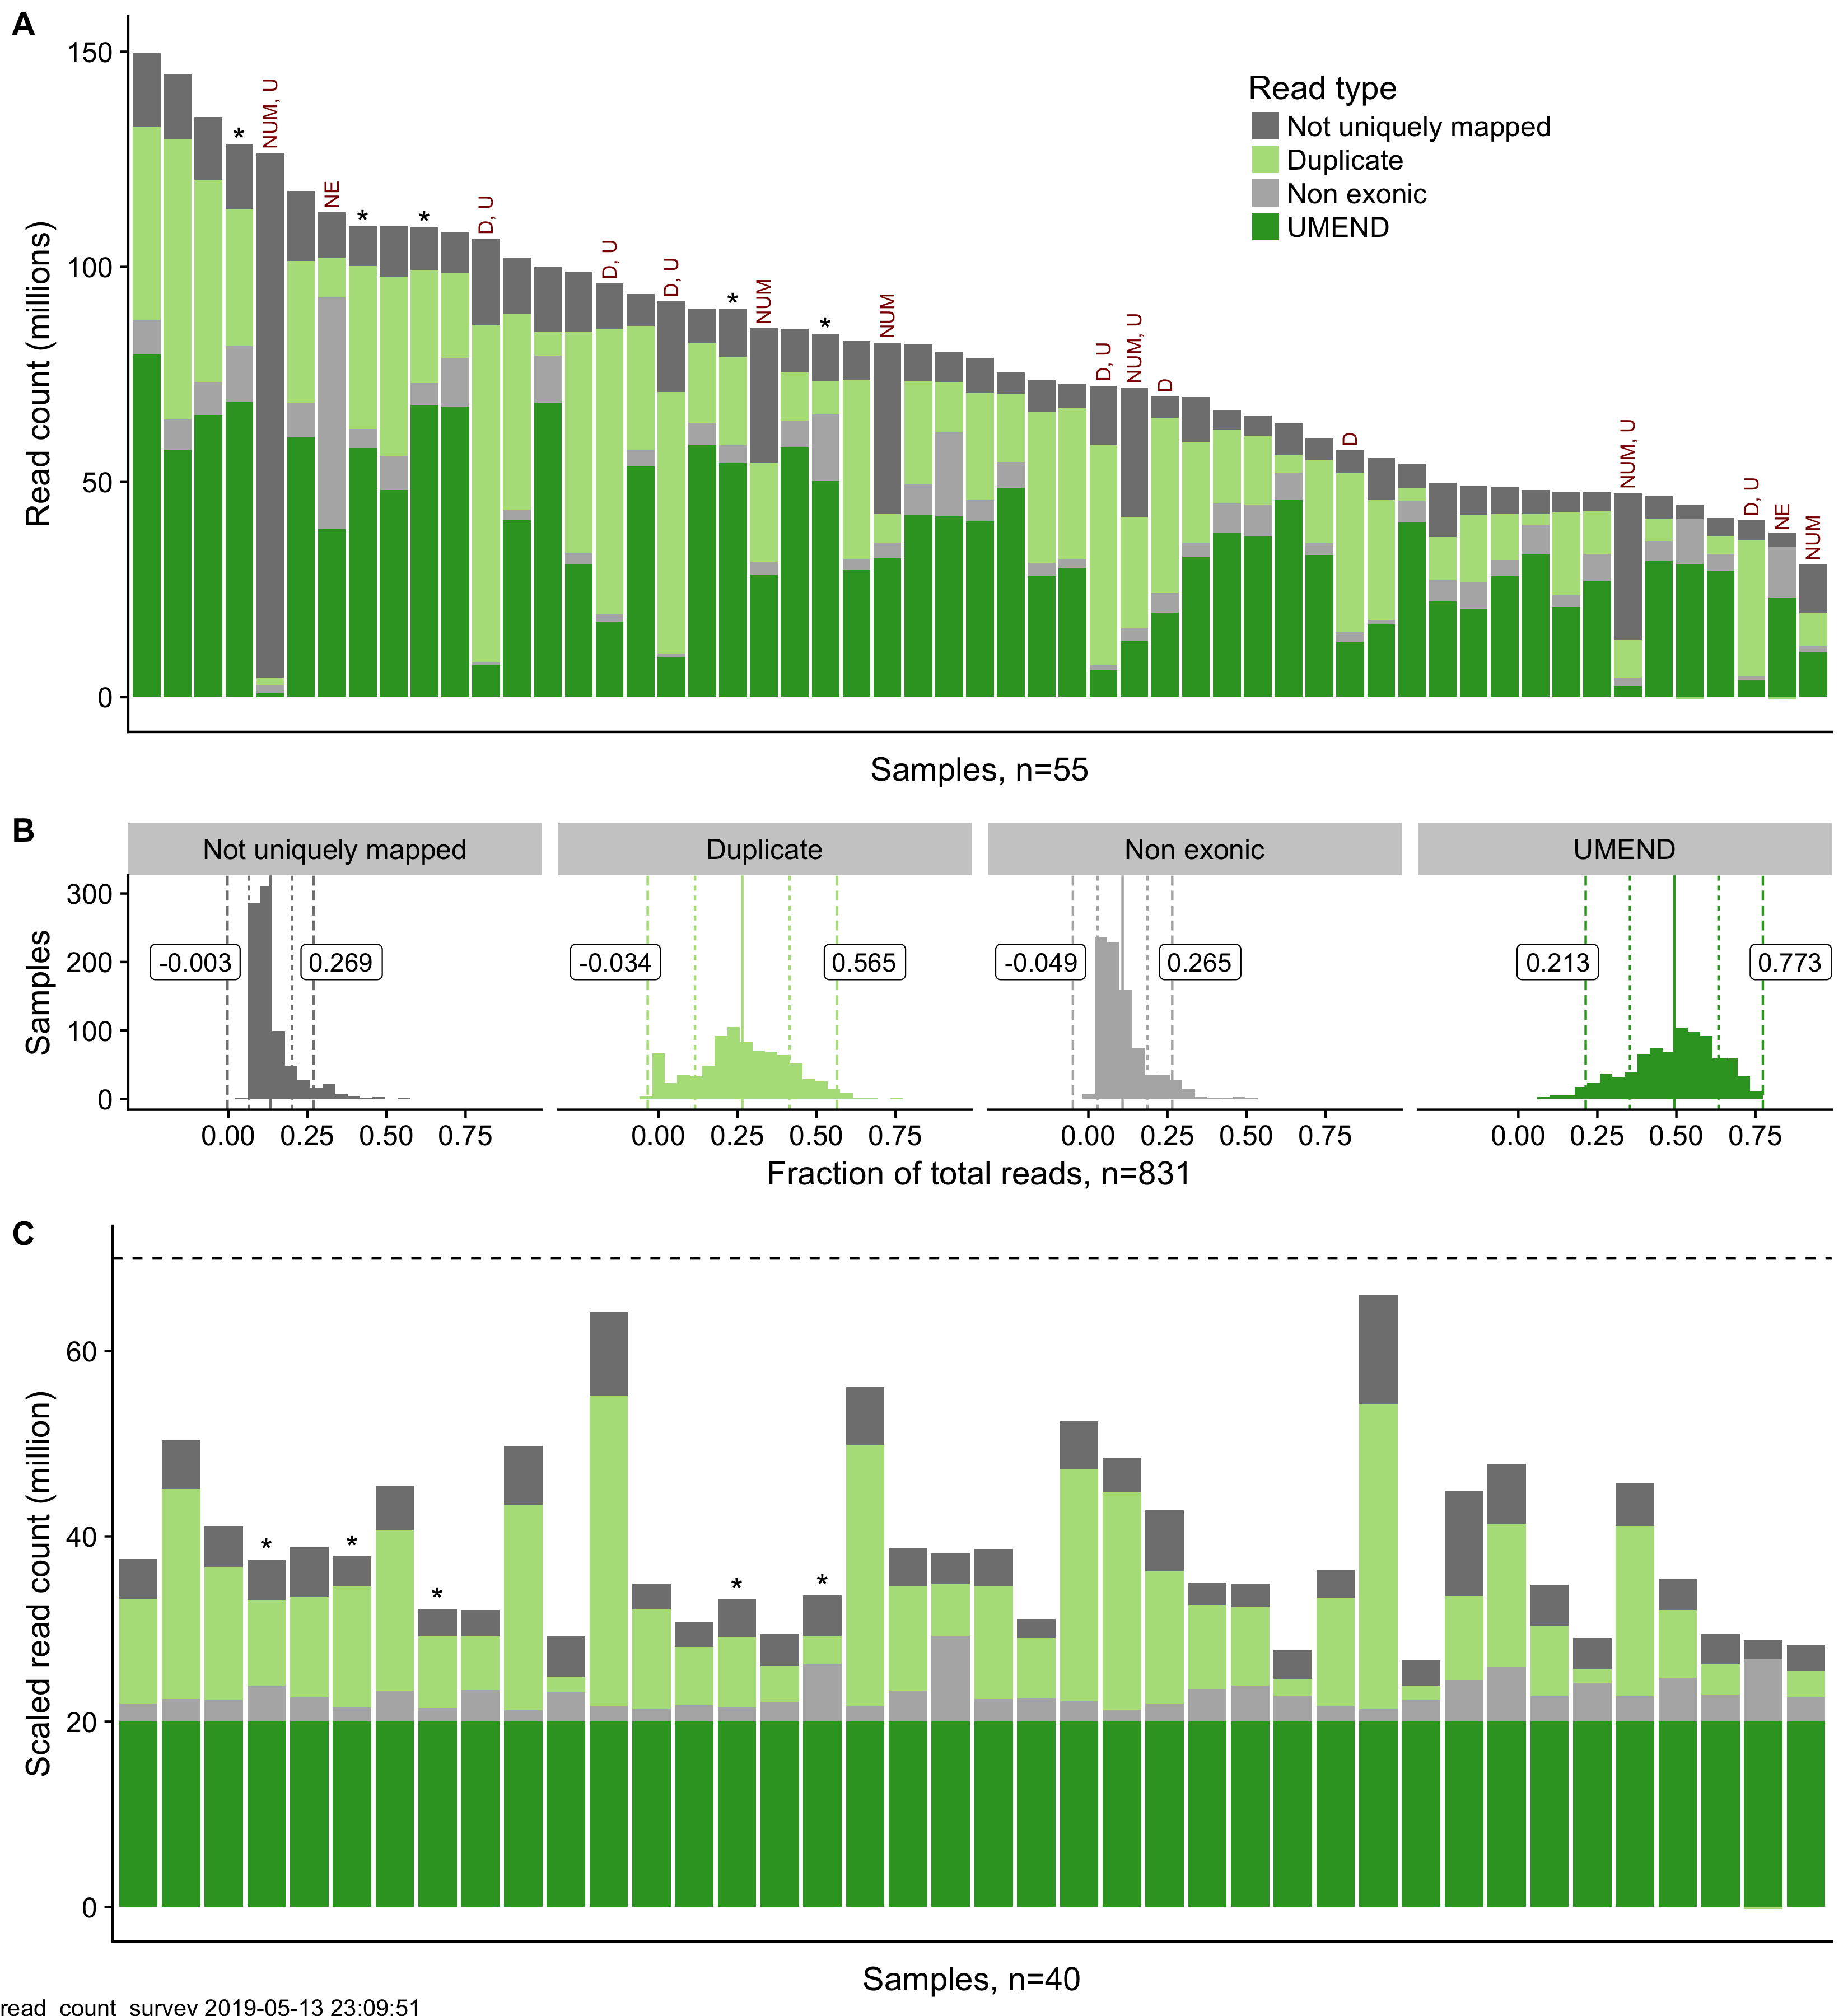 A
Read count (millions)
150
100
50
0
*
NUM, U
NE
*
*
D, U
D, U
D, U
*
NUM
*
NUM
D, U
NUM, U
D
D
NUM, U
D, U
NE
NUM
Read type
Not uniquely mapped
Duplicate
Non exonic
UMEND
Samples, n=55
B
Not uniquely mapped
Duplicate
Non exonic
UMEND
Samples
300
200
100
0
-0.003
0.269
-0.034
0.565
-0.049
0.265
0.213
0.773
0.00 0.25 0.50 0.75
0.00 0.25 0.50 0.75
0.00 0.25 0.50 0.75
0.00 0.25 0.50 0.75
Fraction of total reads, n=831
C
Scaled read count (million)
60
40
20
0
*
*
*
*
*
Samples, n=40
read_count_survey 2019-05-13 23:09:51